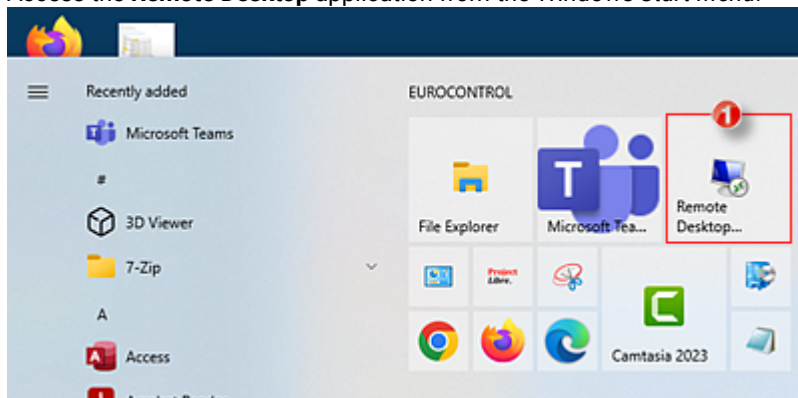 Access the Remote Desktop application from the Windows Start menu.
Recently added
EUROCONTROL
Microsoft Teams
1
#
3D Viewer
File Explorer
Microsoft Tea...
Remote
Desktop...
7-Zip
Project
Libre.
A
Access
Camtasia 2023